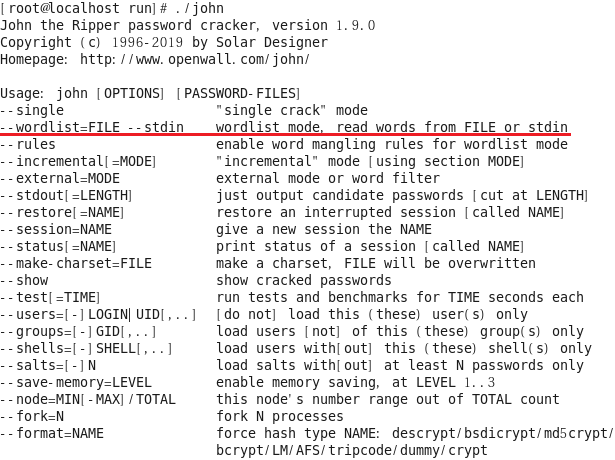 [root@localhost run]# ./john
John the Ripper password cracker, version 1.9.0
Copyright (c) 1996-2019 by Solar Designer
Homepage: http://www.openwall.com/john/
Usage: john [OPTIONS] [PASSWORD-FILES]
--single "single crack" mode
--wordlist=FILE --stdin wordlist mode, read words from FILE or stdin
--rules enable word mangling rules for wordlist mode
--incremental[=MODE] "incremental" mode [using section MODE]
--external=MODE external mode or word filter
--stdout[=LENGTH] just output candidate passwords [cut at LENGTH]
--restore[=NAME] restore an interrupted session [called NAME]
--session=NAME give a new session the NAME
--status[=NAME] print status of a session [called NAME]
--make-charset=FILE make a charset, FILE will be overwritten
--show show cracked passwords
--test[=TIME] run tests and benchmarks for TIME seconds each
--users=[-]LOGIN|UID[,..] [do not] load this (these) user(s) only
--groups=[-]GID[,..] load users [not] of this (these) group(s) only
--shells=[-]SHELL[,..] load users with[out] this (these) shell(s) only
--salts=[-]N load salts with[out] at least N passwords only
--save-memory=LEVEL enable memory saving, at LEVEL 1..3
--node=MIN[-MAX]/TOTAL this node's number range out of TOTAL count
--fork=N fork N processes
--format=NAME force hash type NAME: descrypt/bsdicrypt/md5crypt/
bcrypt/LM/AFS/tripcode/dummy/crypt